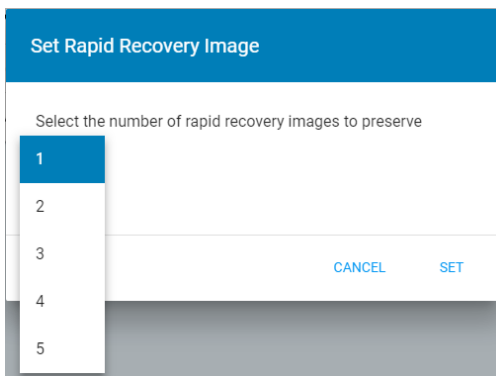 Set Rapid Recovery Image
Select the number of rapid recovery images to preserve
1
2
3
CANCEL SET
4
5